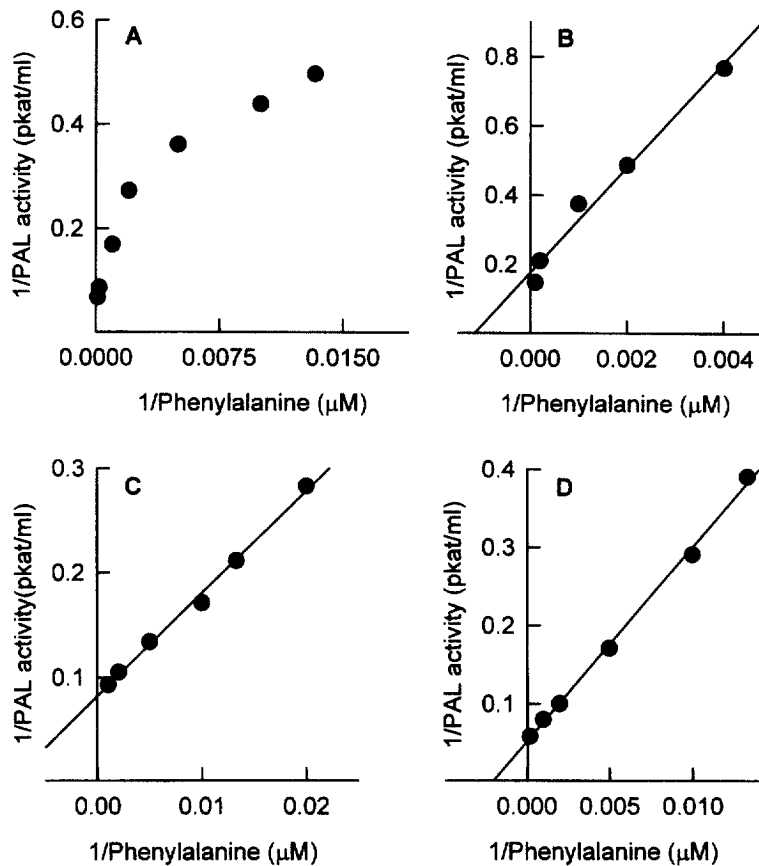 A
0.6
0.4
0.2
1/PAL activity (pkat/ml)
0.0000 0.0075 0.0150
1/Phenylalanine (µM)
B
0.8
0.6
0.4
0.2
1/PAL activity (pkat/ml)
0.000 0.002 0.004
1/Phenylalanine (µM)
C
0.3
0.2
0.1
1/PAL activity(pkat/ml)
0.00 0.01 0.02
1/Phenylalanine (µM)
D
0.4
0.3
0.2
0.1
1/PAL activity (pkat/ml)
0.000 0.005 0.010
1/Phenylalanine (µM)